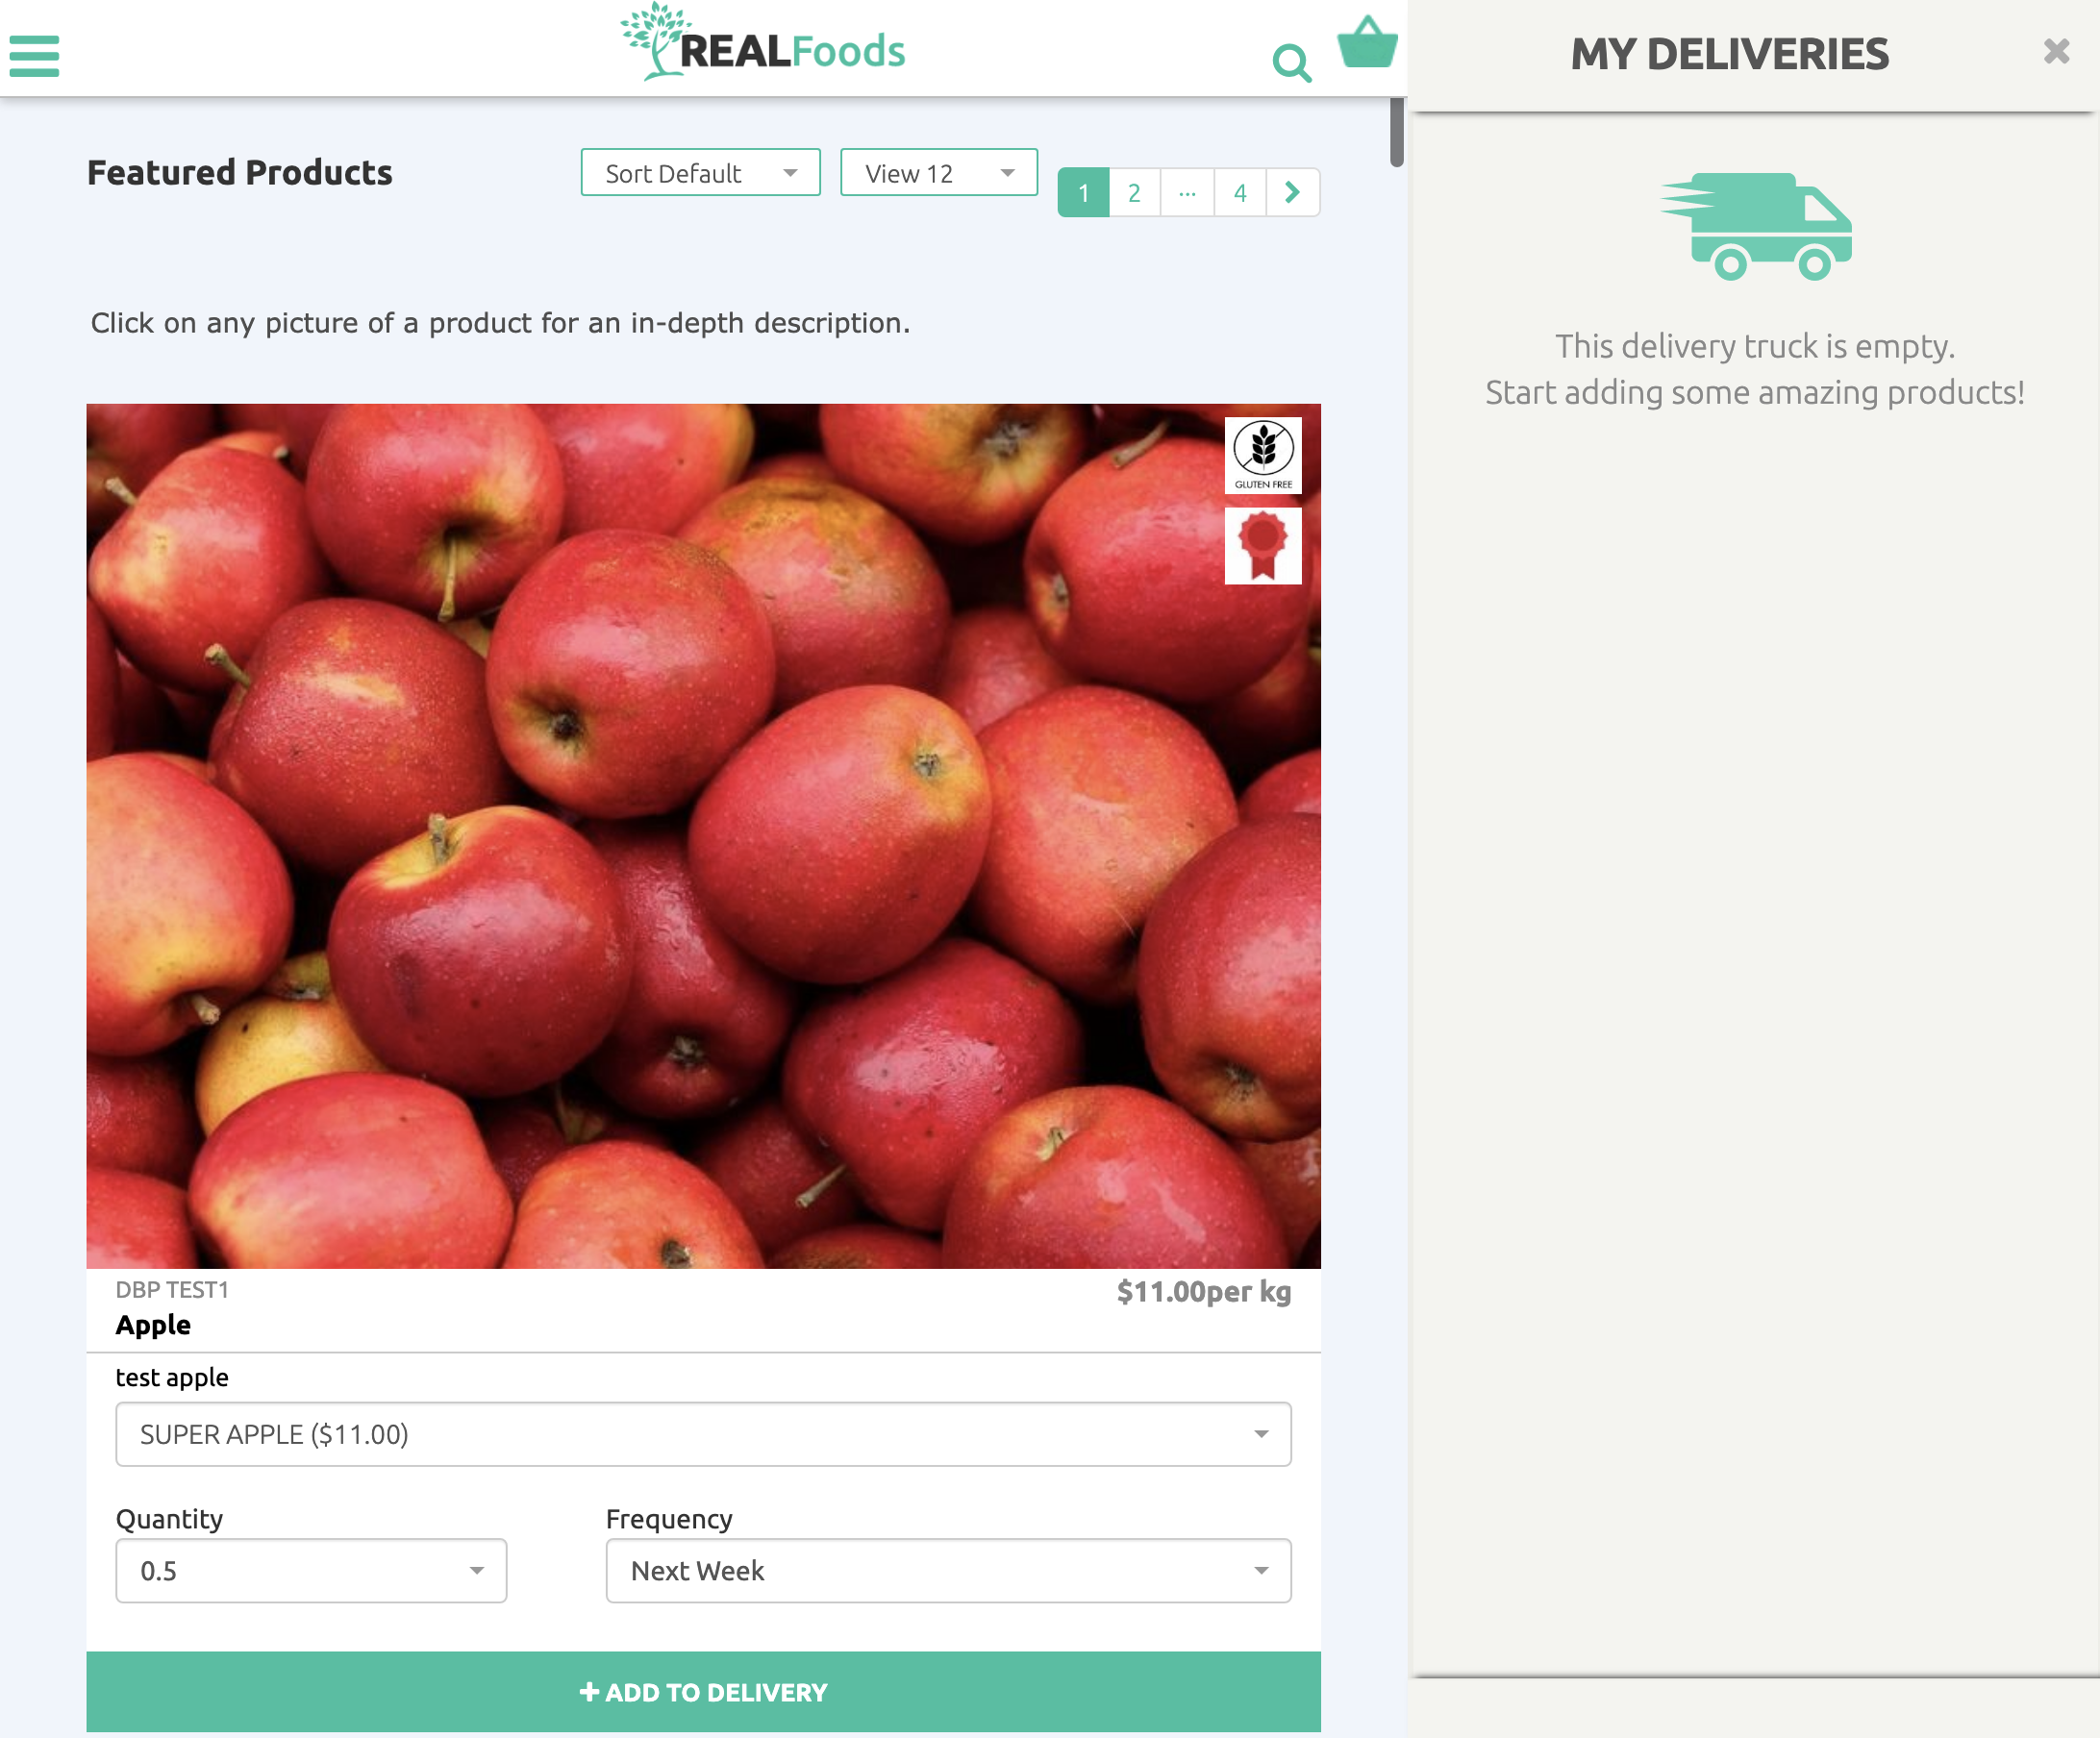 REALFoods
MY DELIVERIES
Featured Products
Sort Default
View 12
1 2 ... 4
Click on any picture of a product for an in-depth description.
This delivery truck is empty.
Start adding some amazing products!
GLUTEN FREE
DBP TEST1
$11.00per kg
Apple
test apple
SUPER APPLE ($11.00)
Quantity
Frequency
0.5
Next Week
+ ADD TO DELIVERY